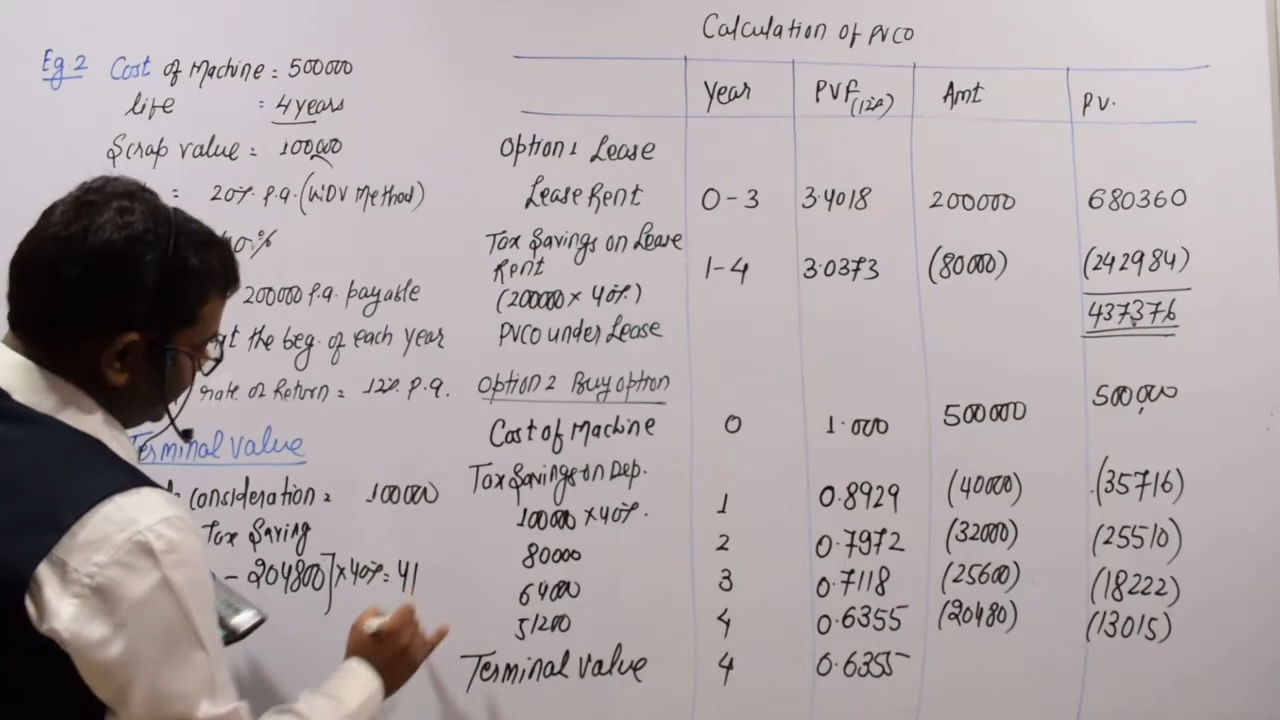 Eg.2 Cost of Machine = 500000
life = 4 years
Scrap value = 100,000
= 20% P.a. (WDV Method)
40%
200000 P.a. payable
at the beg. of each year
rate of Return = 12% P.a.
Terminal value
consideration = 100000
Tax Saving
- 204800] x 40% = 41
Calculation of PVCO
Year PVF(12%) Amt PV.
Option 1 Lease
Lease Rent 0-3 3.4018 200000 680360
Tax Savings on Lease
Rent 1-4 3.0373 (80000) (242984)
(200000 x 40%)
PVCO under Lease 437376
Option 2 Buy option
Cost of Machine 0 1.000 500000 500,000
Tax Savings on Dep.
100000 x 40%. 1 0.8929 (40000) (35716)
80000 2 0.7972 (32000) (25510)
64000 3 0.7118 (25600) (18222)
51200 4 0.6355 (20480) (13015)
Terminal value 4 0.6355